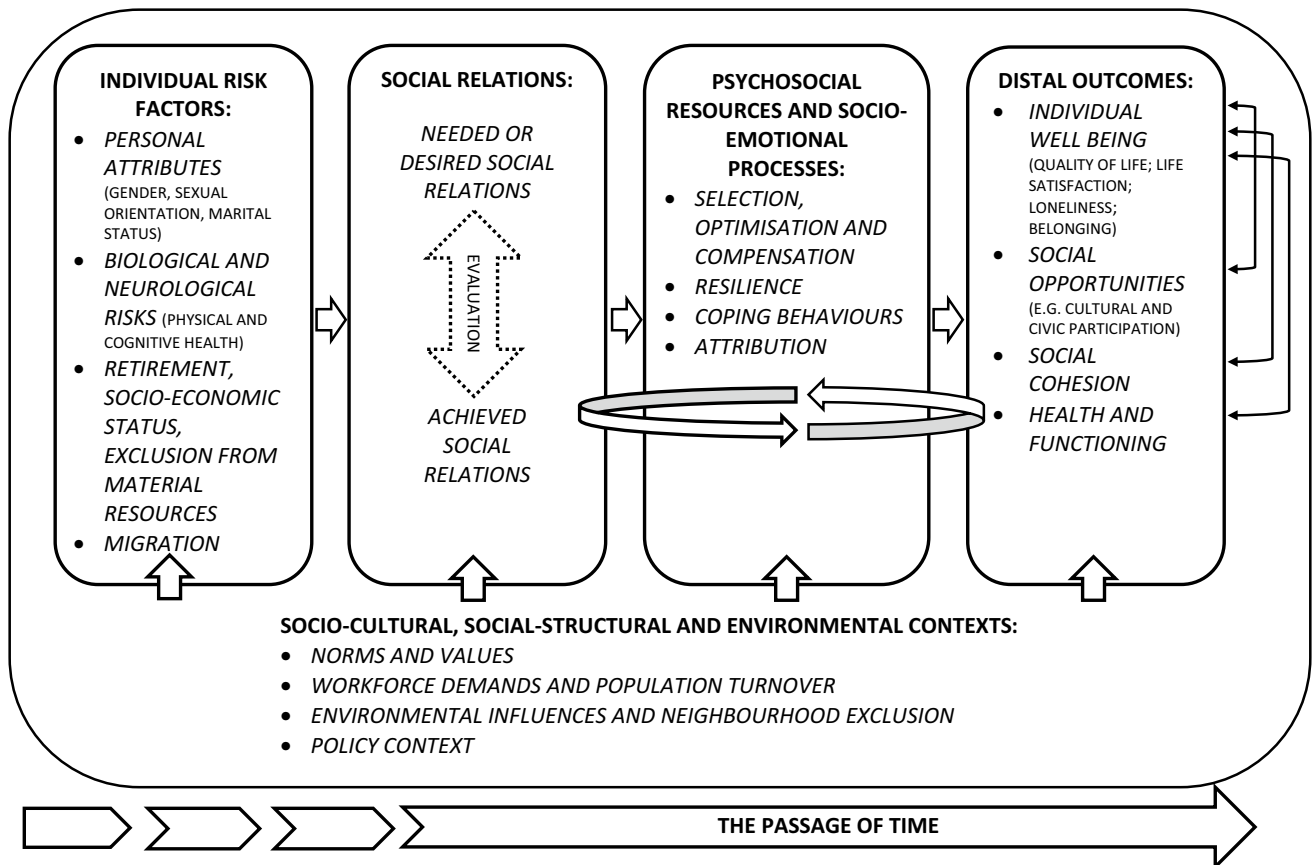 INDIVIDUAL RISK
FACTORS:
• PERSONAL
ATTRIBUTES
(GENDER, SEXUAL
ORIENTATION, MARITAL
STATUS)
• BIOLOGICAL AND
NEUROLOGICAL
RISKS (PHYSICAL AND
COGNITIVE HEALTH)
• RETIREMENT,
SOCIO-ECONOMIC
STATUS,
EXCLUSION FROM
MATERIAL
RESOURCES
• MIGRATION
SOCIAL RELATIONS:
NEEDED OR
DESIRED SOCIAL
RELATIONS
EVALUATION
ACHIEVED
SOCIAL
RELATIONS
PSYCHOSOCIAL
RESOURCES AND SOCIO-
EMOTIONAL
PROCESSES:
• SELECTION,
OPTIMISATION AND
COMPENSATION
• RESILIENCE
• COPING BEHAVIOURS
• ATTRIBUTION
DISTAL OUTCOMES:
• INDIVIDUAL
WELL BEING
(QUALITY OF LIFE; LIFE
SATISFACTION;
LONELINESS;
BELONGING)
• SOCIAL
OPPORTUNITIES
(E.G. CULTURAL AND
CIVIC PARTICIPATION)
• SOCIAL
COHESION
• HEALTH AND
FUNCTIONING
SOCIO-CULTURAL, SOCIAL-STRUCTURAL AND ENVIRONMENTAL CONTEXTS:
• NORMS AND VALUES
• WORKFORCE DEMANDS AND POPULATION TURNOVER
• ENVIRONMENTAL INFLUENCES AND NEIGHBOURHOOD EXCLUSION
• POLICY CONTEXT
THE PASSAGE OF TIME